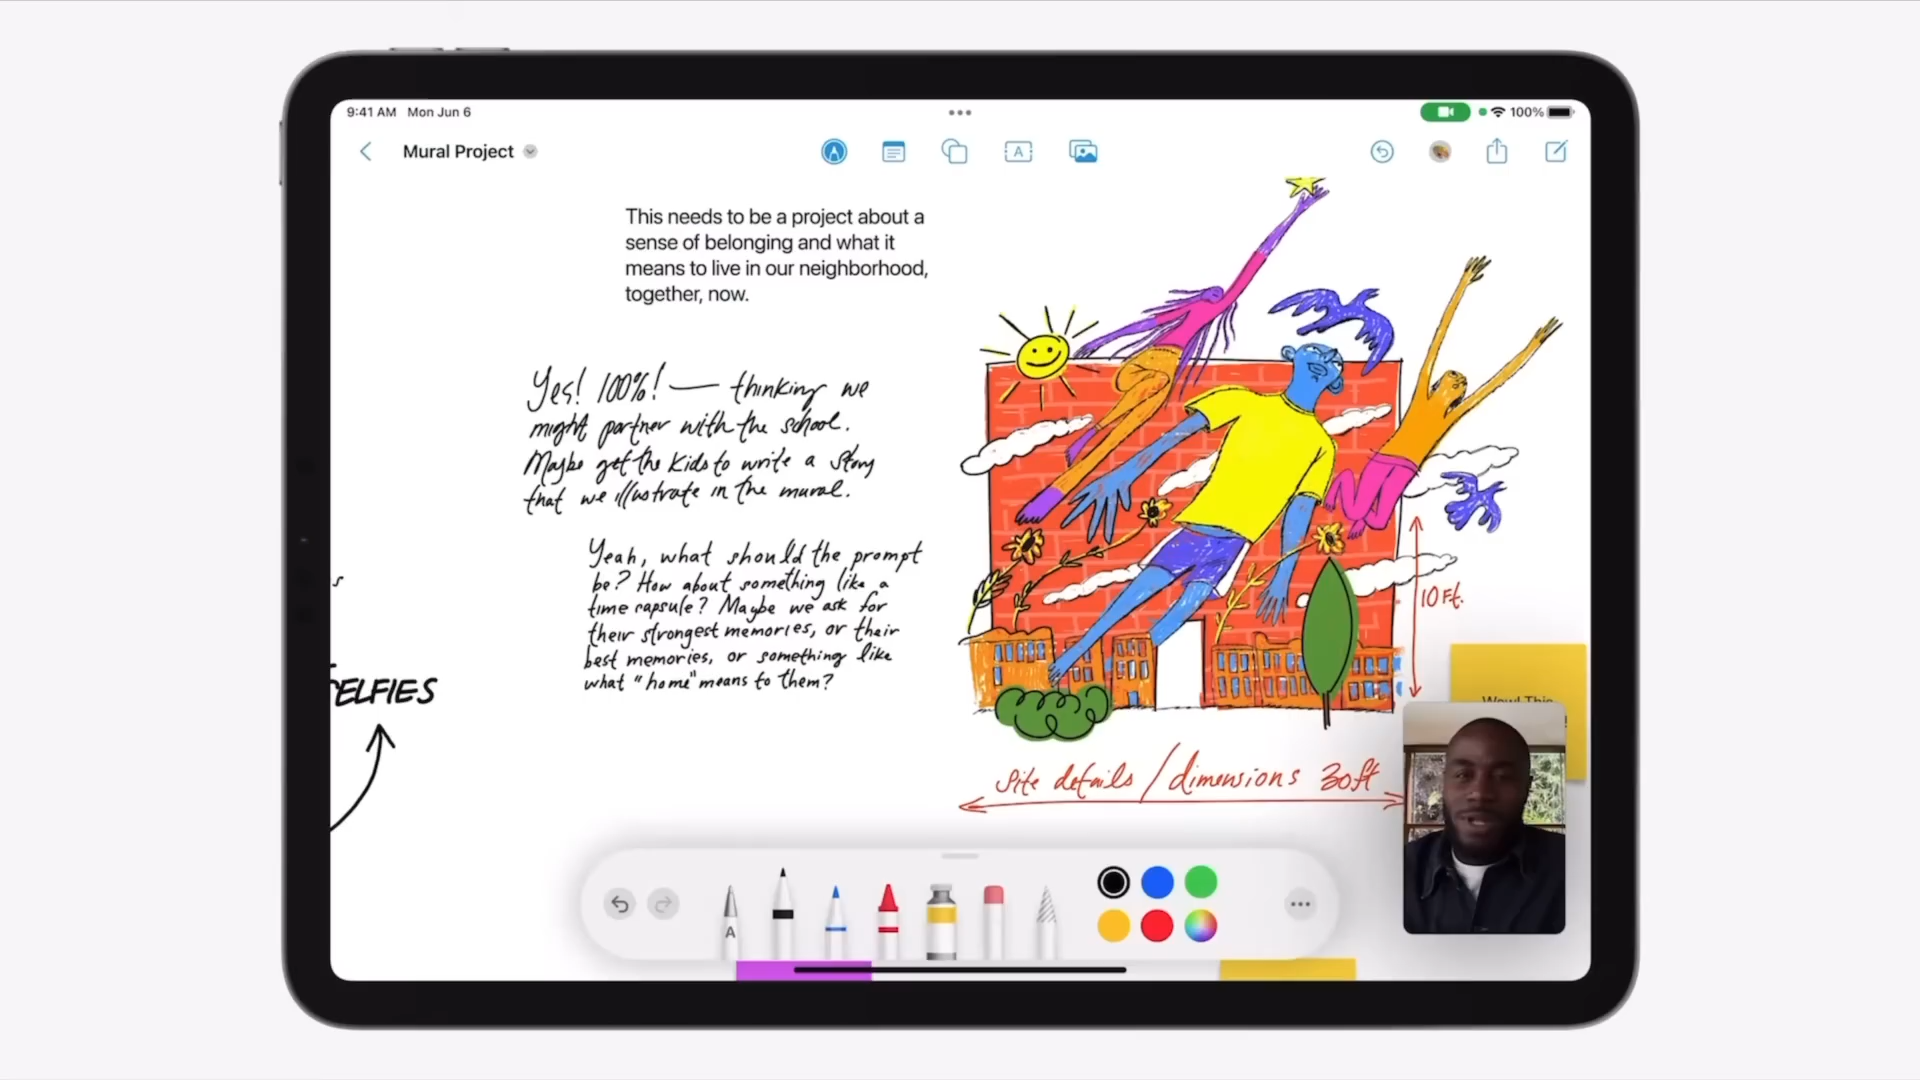 9:41 AM Mon Jun 6
100%
Mural Project
A
This needs to be a project about a
sense of belonging and what it
means to live in our neighborhood,
together, now.
Yes! 100%! — thinking we
might partner with the school.
Maybe get the kids to write a story
that we illustrate in the mural.
Yeah, what should the prompt
be? How about something like a
time capsule? Maybe we ask for
their strongest memories, or their
best memories, or something like
what "home" means to them?
10 Ft.
ELFIES
Wow! This
Site details / dimensions 30ft
A